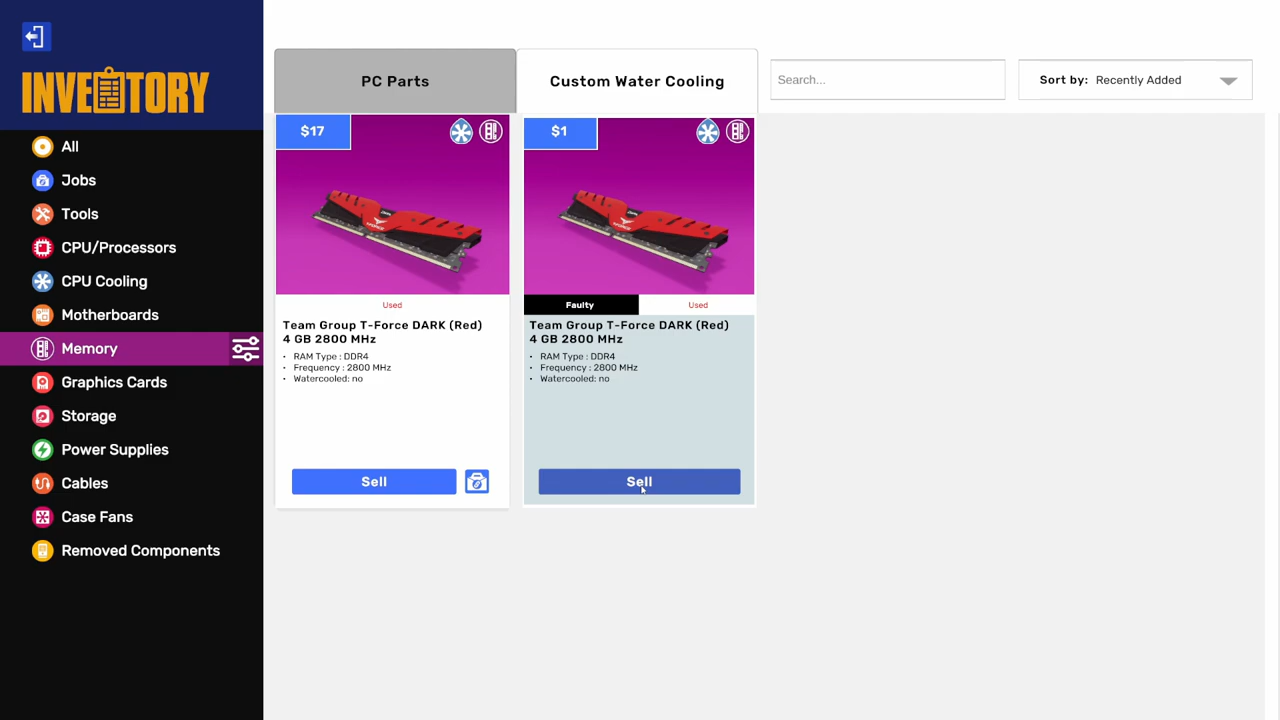 INVENTORY
All
Jobs
Tools
CPU/Processors
CPU Cooling
Motherboards
Memory
Graphics Cards
Storage
Power Supplies
Cables
Case Fans
Removed Components
PC Parts
Custom Water Cooling
Search...
Sort by: Recently Added
$17
Used
Team Group T-Force DARK (Red)
4 GB 2800 MHz
• RAM Type : DDR4
• Frequency : 2800 MHz
• Watercooled: no
Sell
$1
Faulty
Used
Team Group T-Force DARK (Red)
4 GB 2800 MHz
• RAM Type : DDR4
• Frequency : 2800 MHz
• Watercooled: no
Sell